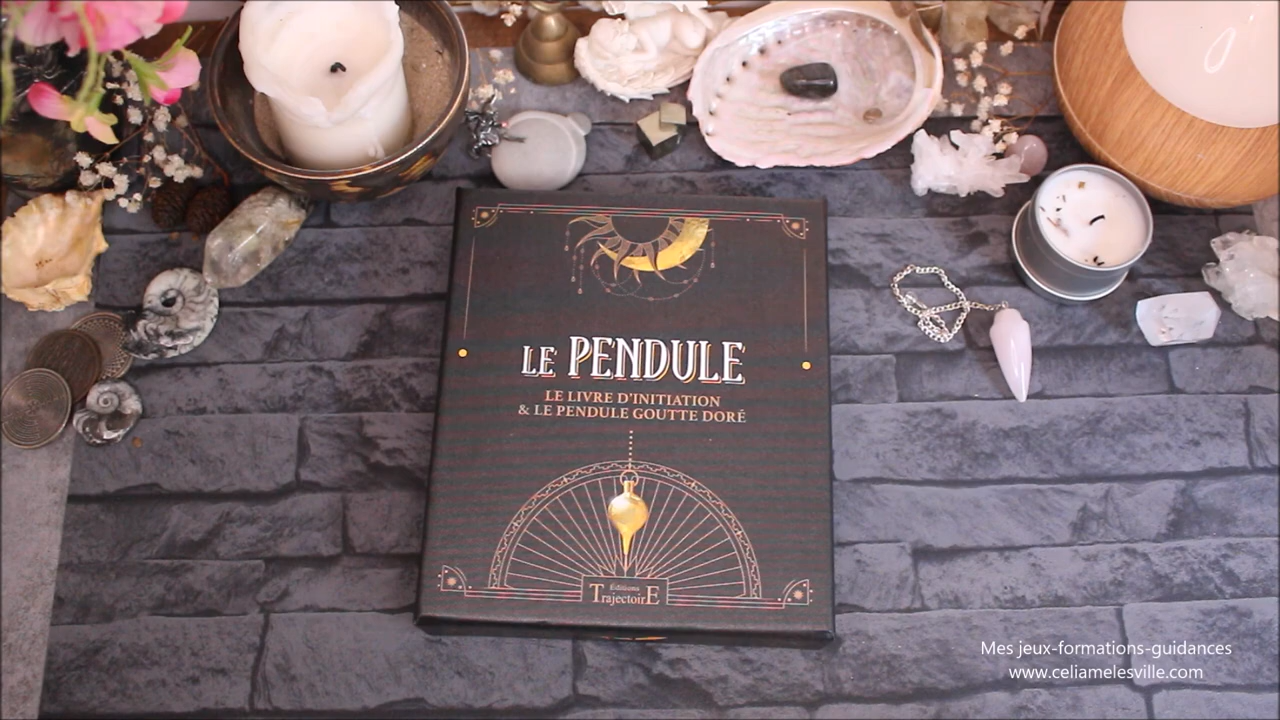 LE PENDULE
LE LIVRE D'INITIATION
& LE PENDULE GOUTTE DORÉ
Éditions
TrajectoirE
Mes jeux-formations-guidances
www.celiamelesville.com